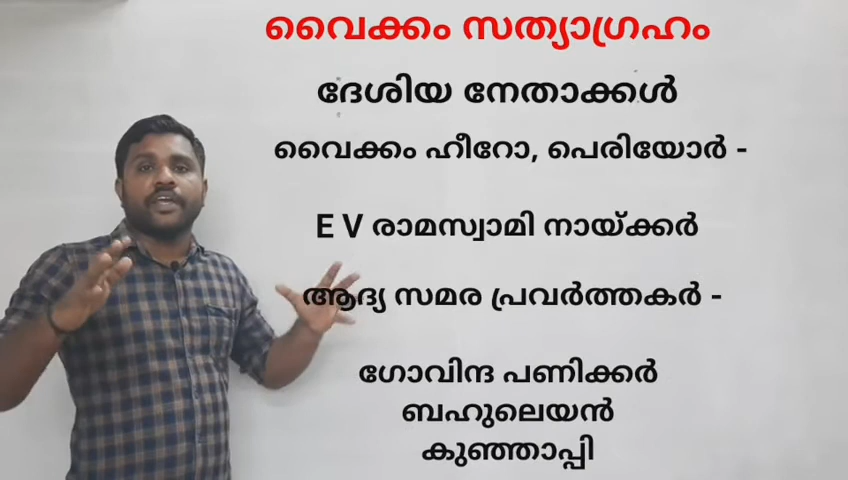 വൈക്കം സത്യാഗ്രഹം
ദേശിയ നേതാക്കൾ
വൈക്കം ഹീറോ, പെരിയോർ -
E V രാമസ്വാമി നായ്ക്കർ
ആദ്യ സമര പ്രവർത്തകർ -
ഗോവിന്ദ പണിക്കർ
ബഹുലെയൻ
കുഞ്ഞാപ്പി